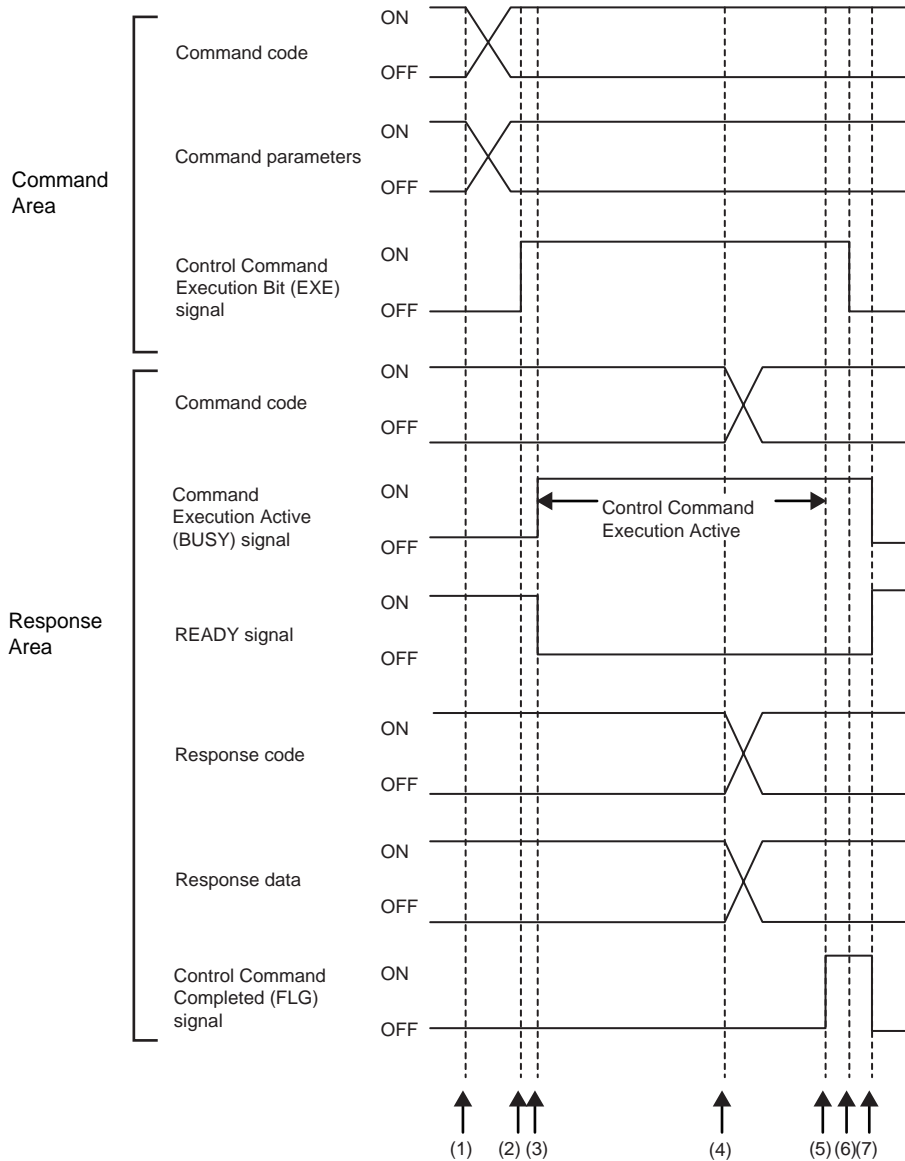 Command
Area
Command code
ON
OFF
Command parameters
ON
OFF
Control Command
Execution Bit (EXE)
signal
ON
OFF
Response
Area
Command code
ON
OFF
Command
Execution Active
(BUSY) signal
ON
OFF
Control Command
Execution Active
READY signal
ON
OFF
Response code
ON
OFF
Response data
ON
OFF
Control Command
Completed (FLG)
signal
ON
OFF
(1) (2) (3) (4) (5) (6) (7)